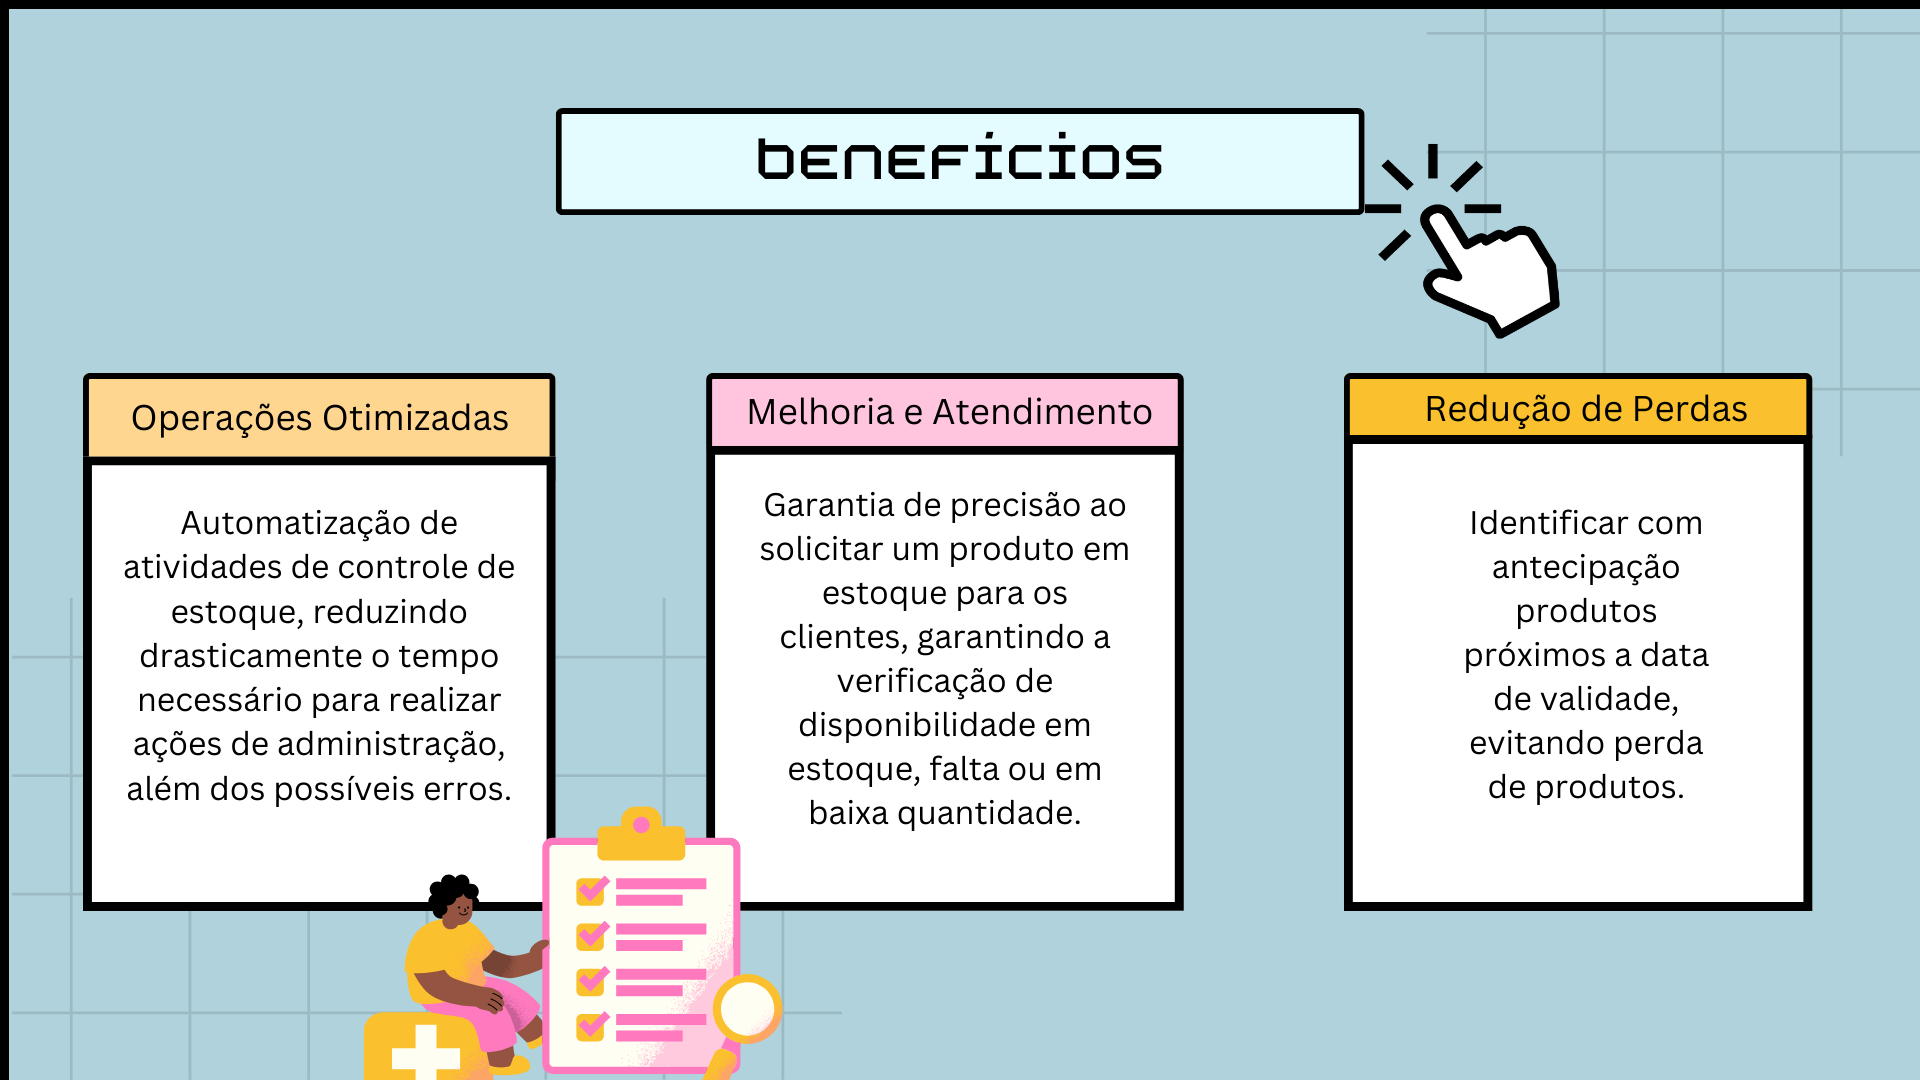 BENEFÍCIOS
Operações Otimizadas
Automatização de
atividades de controle de
estoque, reduzindo
drasticamente o tempo
necessário para realizar
ações de administração,
além dos possíveis erros.
Melhoria e Atendimento
Garantia de precisão ao
solicitar um produto em
estoque para os
clientes, garantindo a
verificação de
disponibilidade em
estoque, falta ou em
baixa quantidade.
Redução de Perdas
Identificar com
antecipação
produtos
próximos a data
de validade,
evitando perda
de produtos.